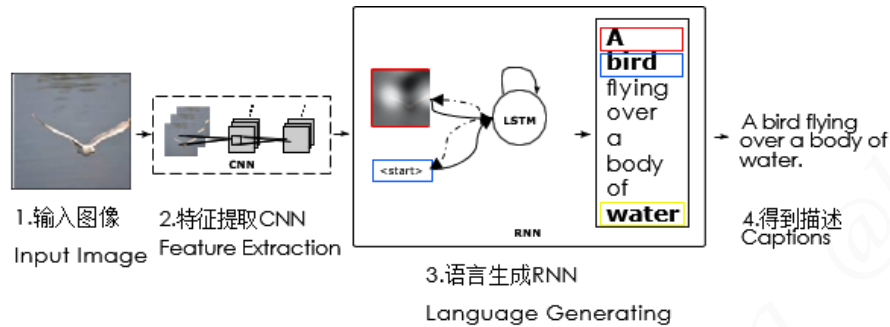 CNN
LSTM
<start>
RNN
A
bird
flying
over
a
body
of
water
A bird flying
over a body of
water.
1.输入图像
Input Image
2.特征提取CNN
Feature Extraction
3.语言生成RNN
Language Generating
4.得到描述
Captions